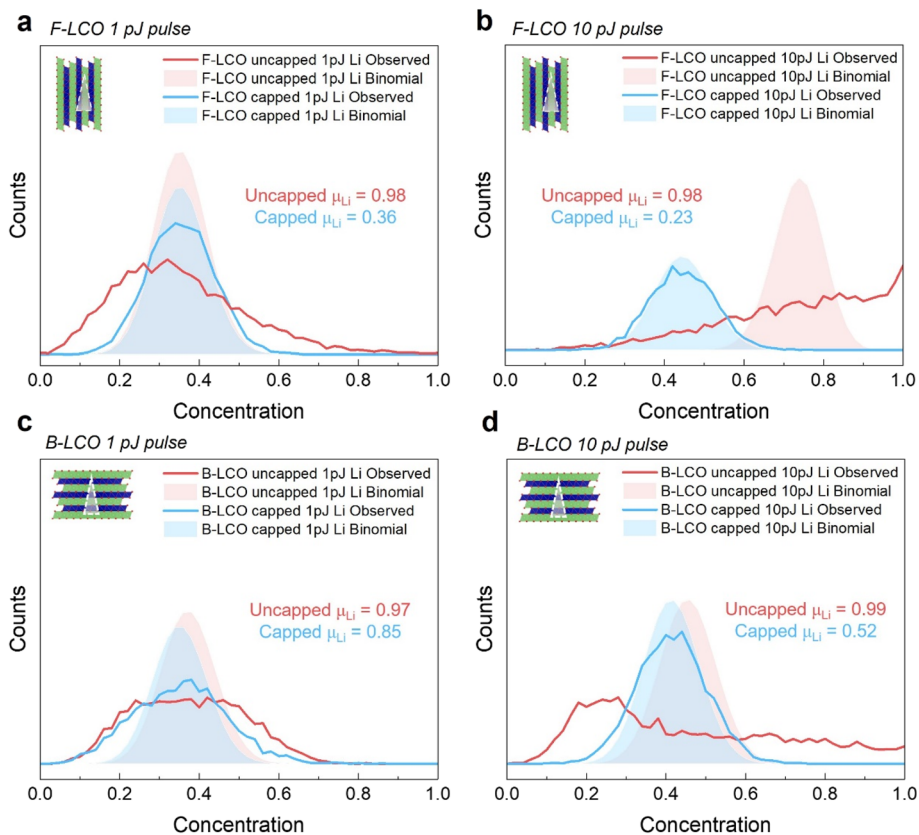 a
F-LCO 1 pJ pulse
F-LCO uncapped 1pJ Li Observed
F-LCO uncapped 1pJ Li Binomial
F-LCO capped 1pJ Li Observed
F-LCO capped 1pJ Li Binomial
Uncapped μLi = 0.98
Capped μLi = 0.36
Counts
0.0 0.2 0.4 0.6 0.8 1.0
Concentration
b
F-LCO 10 pJ pulse
F-LCO uncapped 10pJ Li Observed
F-LCO uncapped 10pJ Li Binomial
F-LCO capped 10pJ Li Observed
F-LCO capped 10pJ Li Binomial
Uncapped μLi = 0.98
Capped μLi = 0.23
Counts
0.0 0.2 0.4 0.6 0.8 1.0
Concentration
c
B-LCO 1 pJ pulse
B-LCO uncapped 1pJ Li Observed
B-LCO uncapped 1pJ Li Binomial
B-LCO capped 1pJ Li Observed
B-LCO capped 1pJ Li Binomial
Uncapped μLi = 0.97
Capped μLi = 0.85
Counts
0.0 0.2 0.4 0.6 0.8 1.0
Concentration
d
B-LCO 10 pJ pulse
B-LCO uncapped 10pJ Li Observed
B-LCO uncapped 10pJ Li Binomial
B-LCO capped 10pJ Li Observed
B-LCO capped 10pJ Li Binomial
Uncapped μLi = 0.99
Capped μLi = 0.52
Counts
0.0 0.2 0.4 0.6 0.8 1.0
Concentration